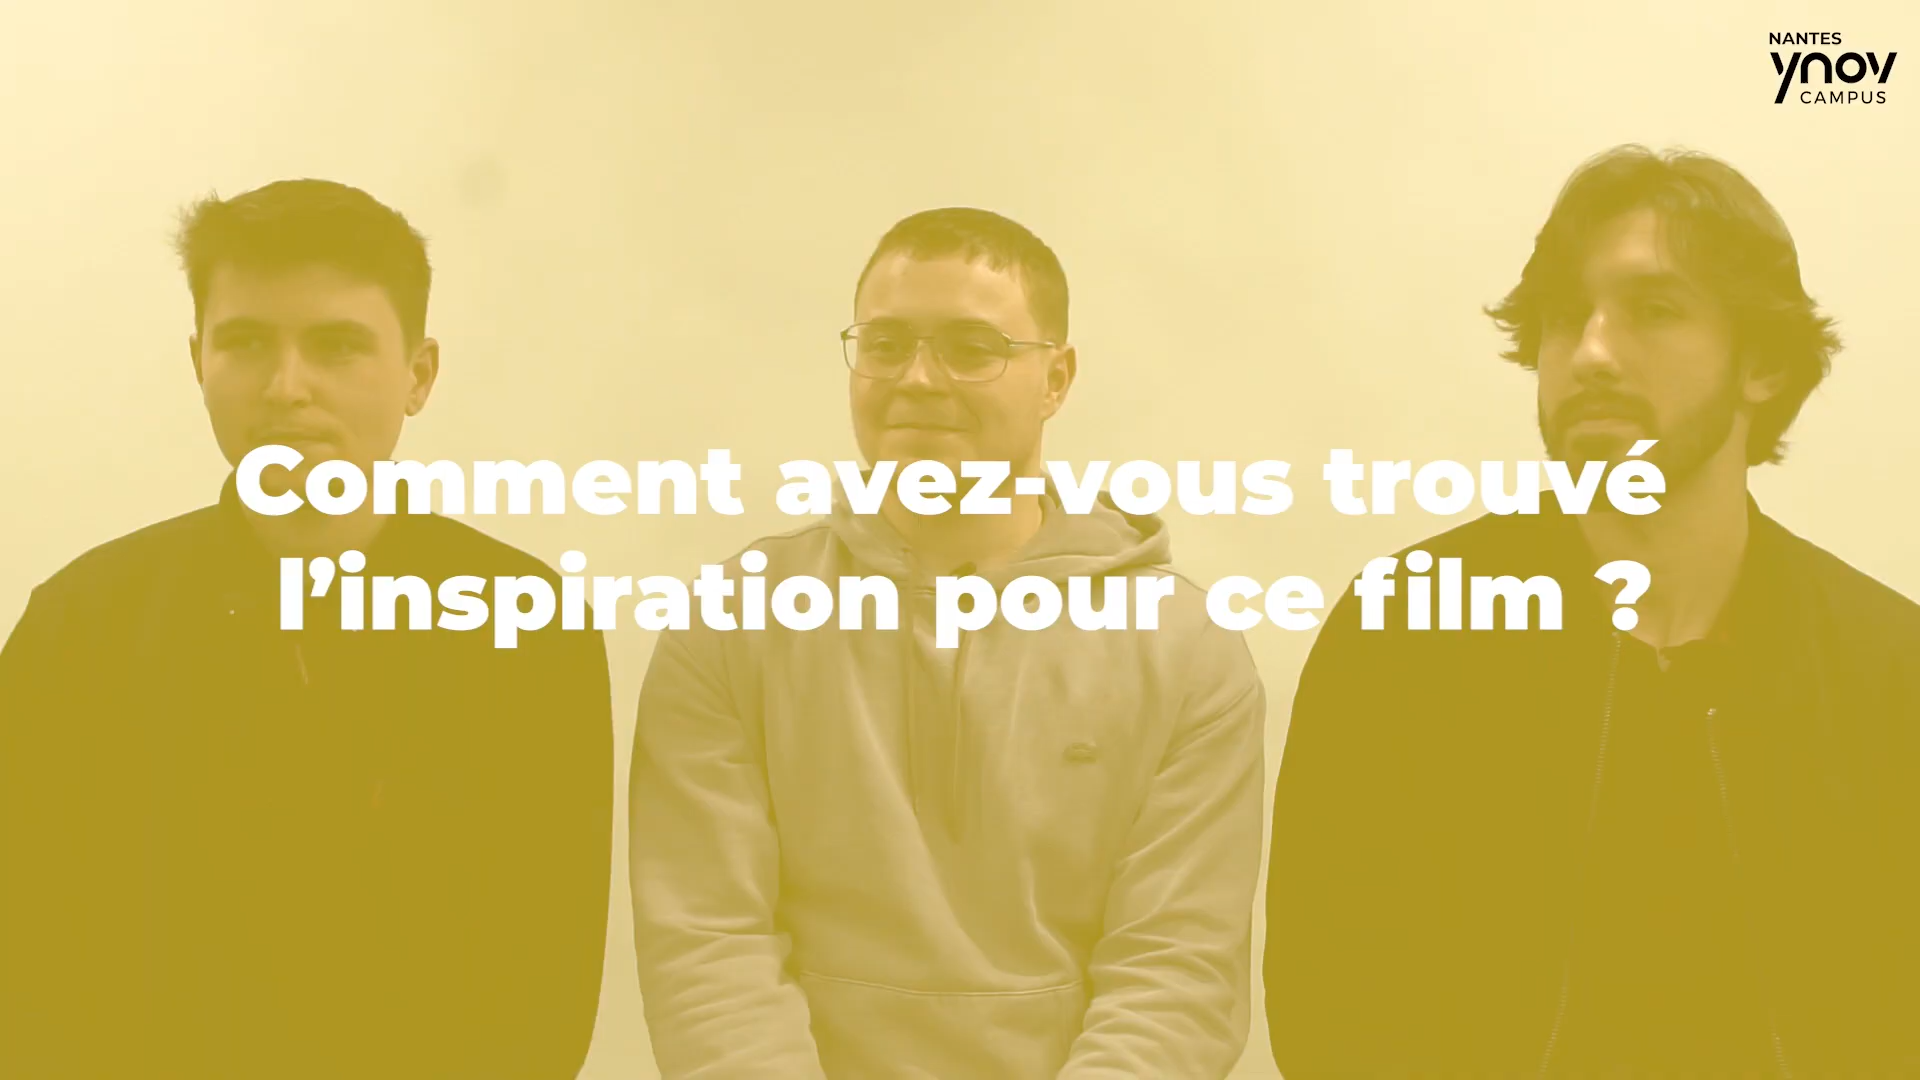 NANTES
ynov
CAMPUS
Comment avez-vous trouvé
l’inspiration pour ce film ?